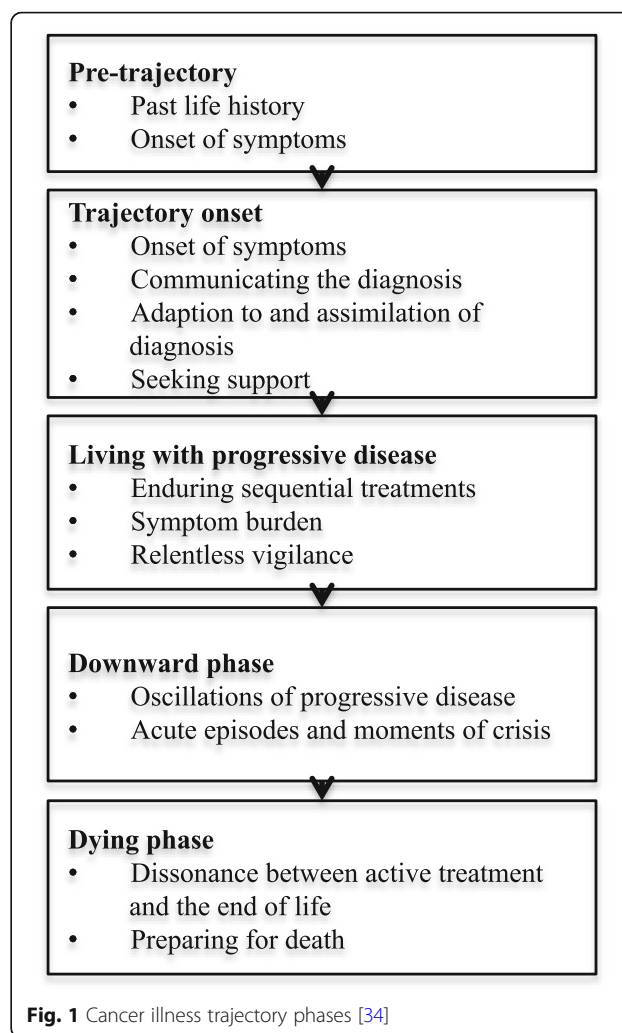 Pre-trajectory
• Past life history
• Onset of symptoms
Trajectory onset
• Onset of symptoms
• Communicating the diagnosis
• Adaption to and assimilation of
diagnosis
• Seeking support
Living with progressive disease
• Enduring sequential treatments
• Symptom burden
• Relentless vigilance
Downward phase
• Oscillations of progressive disease
• Acute episodes and moments of crisis
Dying phase
• Dissonance between active treatment
and the end of life
• Preparing for death
Fig. 1 Cancer illness trajectory phases [34]